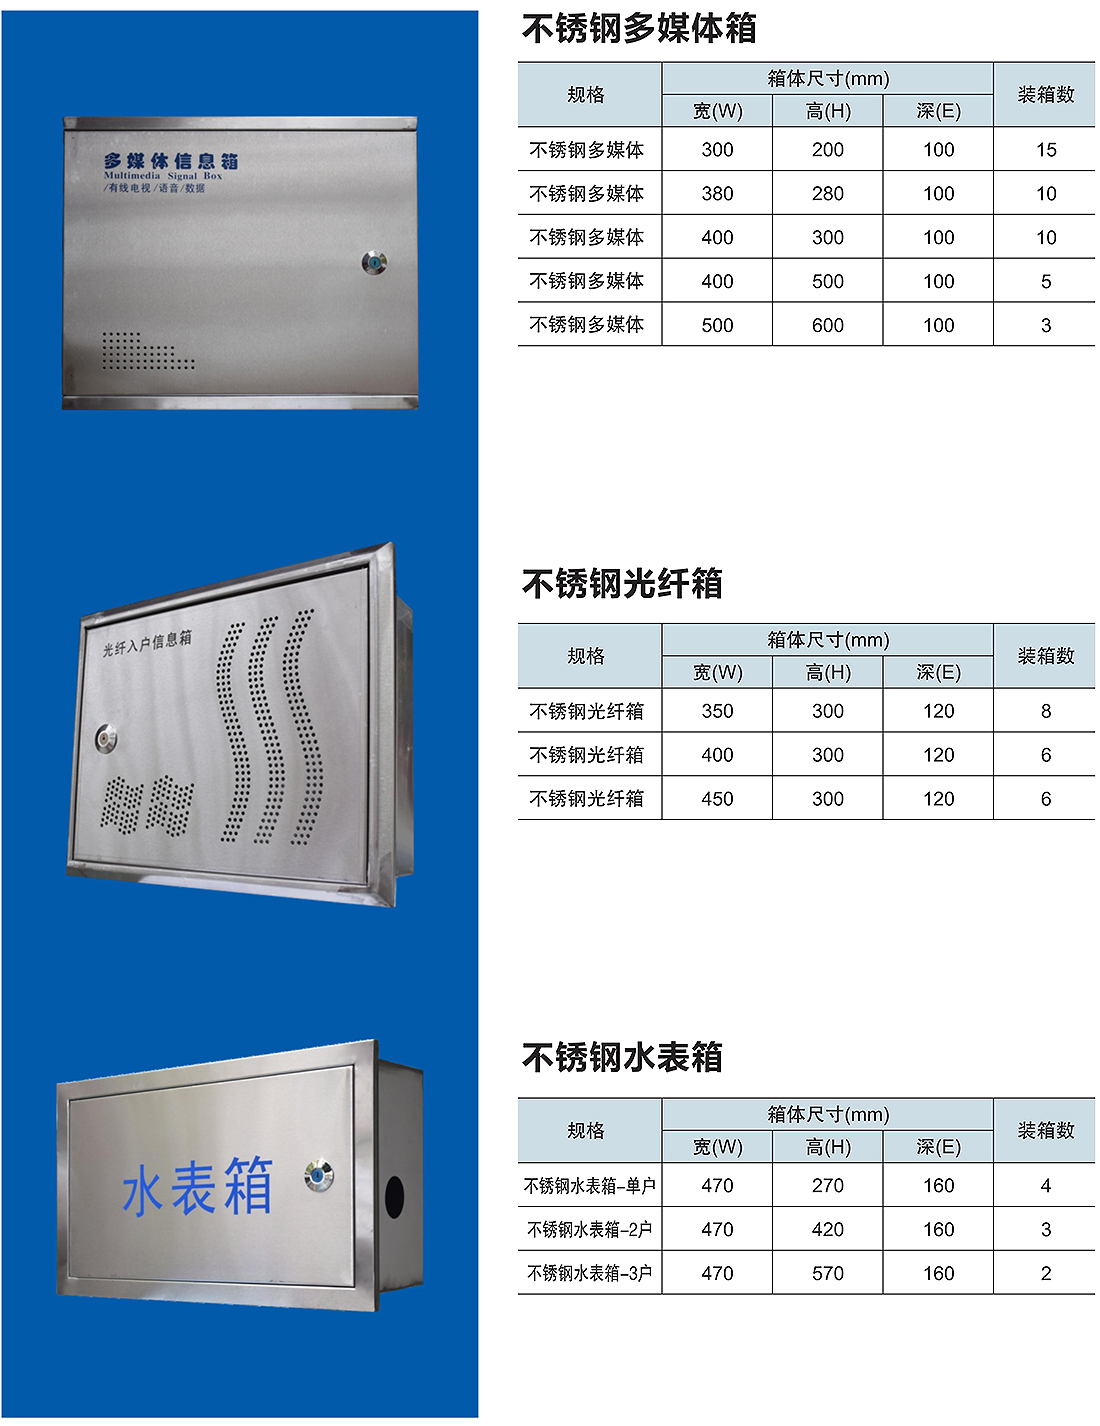 多媒体信息箱
Multimedia Signal Box
/有线电视/语音/数据
光纤入户信息箱
水表箱
不锈钢多媒体箱
规格 箱体尺寸(mm) 装箱数
宽(W) 高(H) 深(E)
不锈钢多媒体 300 200 100 15
不锈钢多媒体 380 280 100 10
不锈钢多媒体 400 300 100 10
不锈钢多媒体 400 500 100 5
不锈钢多媒体 500 600 100 3
不锈钢光纤箱
规格 箱体尺寸(mm) 装箱数
宽(W) 高(H) 深(E)
不锈钢光纤箱 350 300 120 8
不锈钢光纤箱 400 300 120 6
不锈钢光纤箱 450 300 120 6
不锈钢水表箱
规格 箱体尺寸(mm) 装箱数
宽(W) 高(H) 深(E)
不锈钢水表箱-单户 470 270 160 4
不锈钢水表箱-2户 470 420 160 3
不锈钢水表箱-3户 470 570 160 2